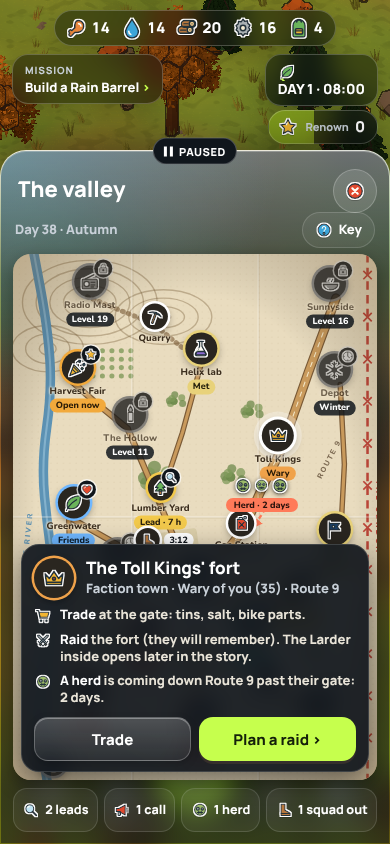 14
14
20
16
4
MISSION
Build a Rain Barrel ›
DAY 1 · 08:00
Renown 0
PAUSED
The valley
Day 38 · Autumn
Key
Radio Mast
Level 19
Quarry
Sunnyside
Level 16
Helix lab
Met
Depot
Winter
Harvest Fair
Open now
The Hollow
Level 11
Toll Kings
Wary
ROUTE 9
Lumber Yard
Lead · 7 h
Herd · 2 days
Greenwater
Friends
RIVER
3:12
The Toll Kings' fort
Faction town · Wary of you (35) · Route 9
Trade at the gate: tins, salt, bike parts.
Raid the fort (they will remember). The Larder
inside opens later in the story.
A herd is coming down Route 9 past their gate:
2 days.
Trade
Plan a raid ›
2 leads
1 call
1 herd
1 squad out